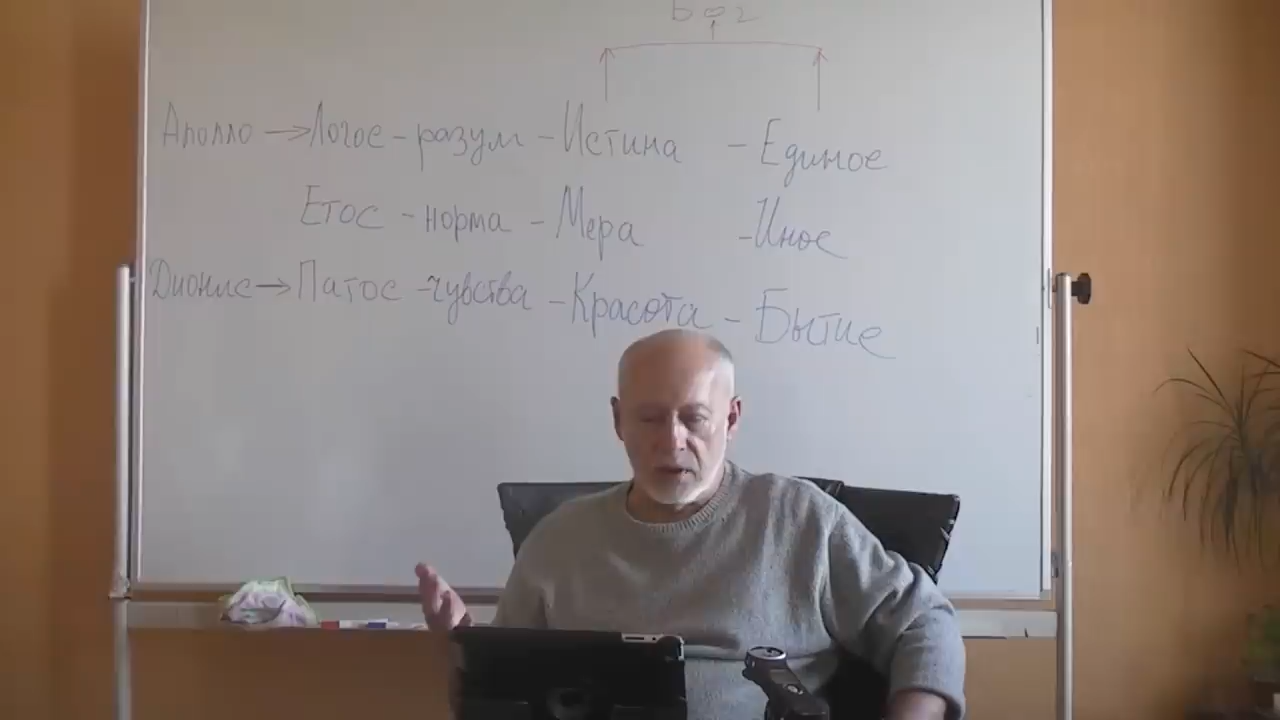 Бог
Аполло → Логос - разум - Истина - Единое
Етос - норма - Мера - Иное
Дионис → Патос - чувства - Красота - Бытие